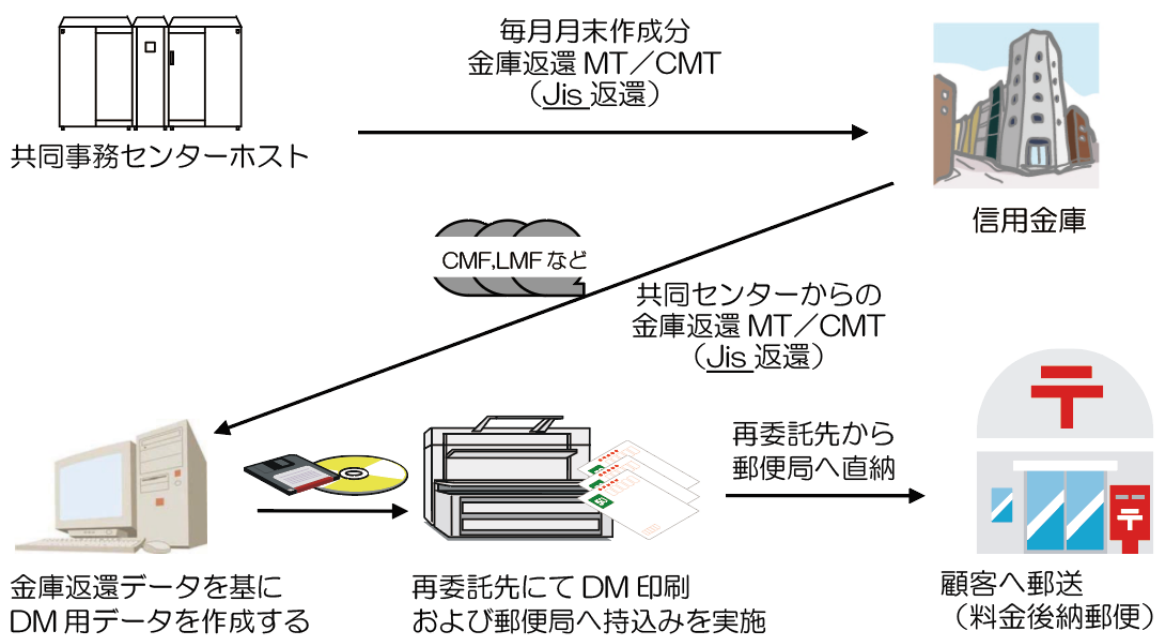 毎月月末作成分
金庫返還 MT／CMT
（Jis 返還）
共同事務センターホスト
信用金庫
CMF,LMF など
共同センターからの
金庫返還 MT／CMT
（Jis 返還）
再委託先から
郵便局へ直納
金庫返還データを基に
DM 用データを作成する
再委託先にて DM 印刷
および郵便局へ持込みを実施
顧客へ郵送
（料金後納郵便）